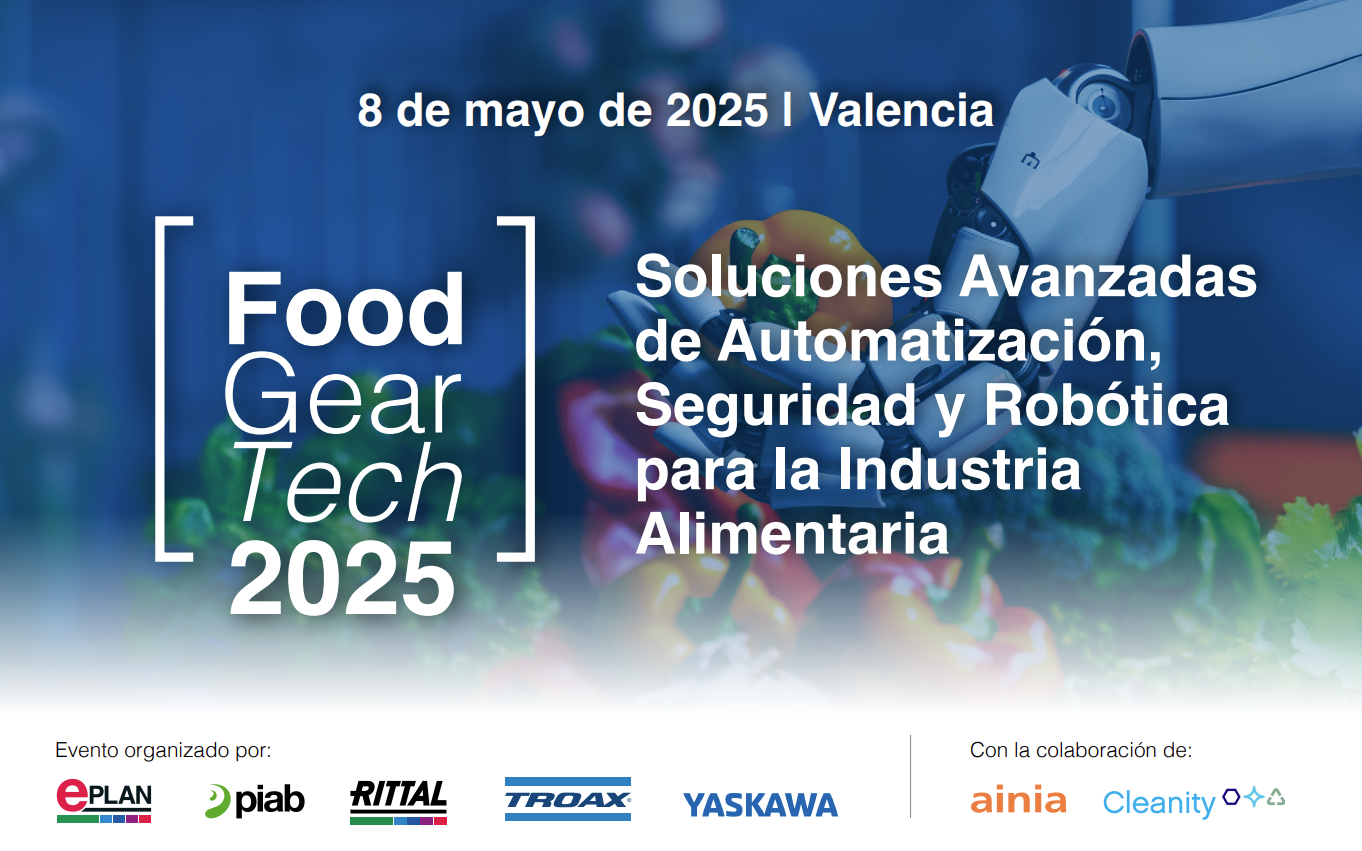 8 de mayo de 2025 | Valencia
Food
Gear
Tech
2025
Soluciones Avanzadas
de Automatización,
Seguridad y Robótica
para la Industria
Alimentaria
Evento organizado por:
ePLAN
piab
RITTAL
TROAX®
YASKAWA
Con la colaboración de:
ainia
Cleanity